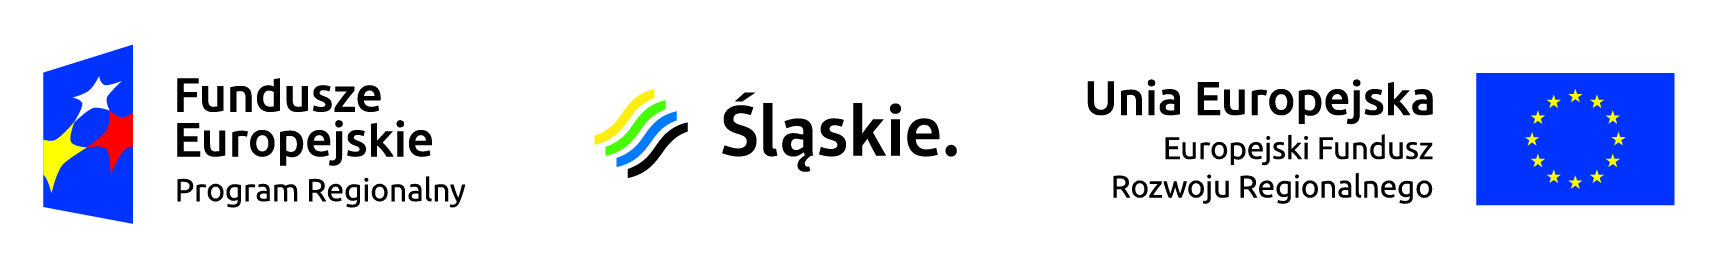 Fundusze
Europejskie
Program Regionalny
Śląskie.
Unia Europejska
Europejski Fundusz
Rozwoju Regionalnego